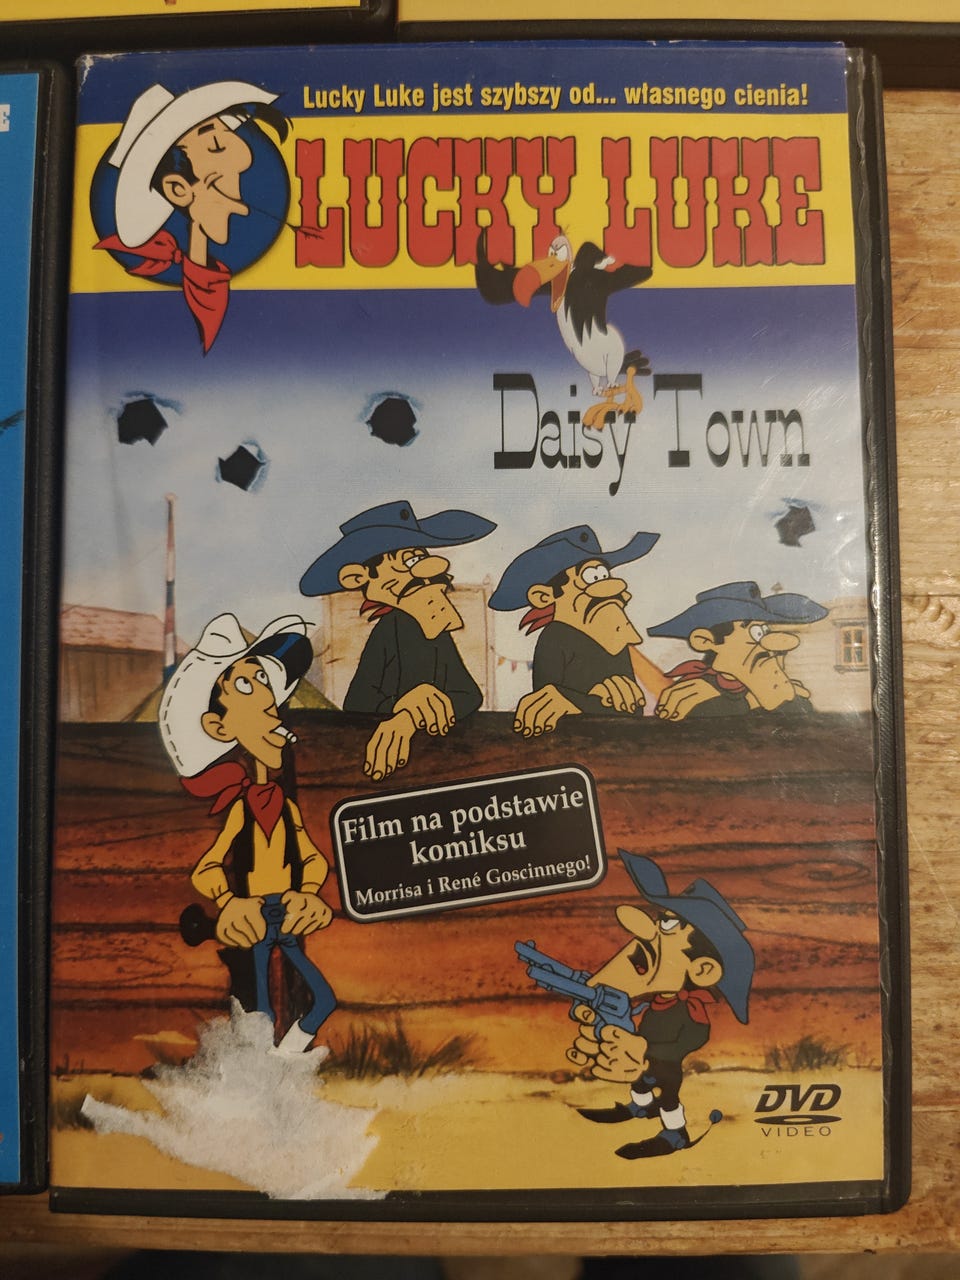 Lucky Luke jest szybszy od... własnego cienia!
LUCKY LUKE
Daisy Town
Film na podstawie
komiksu
Morrisa i René Goscinnego!
DVD
VIDEO